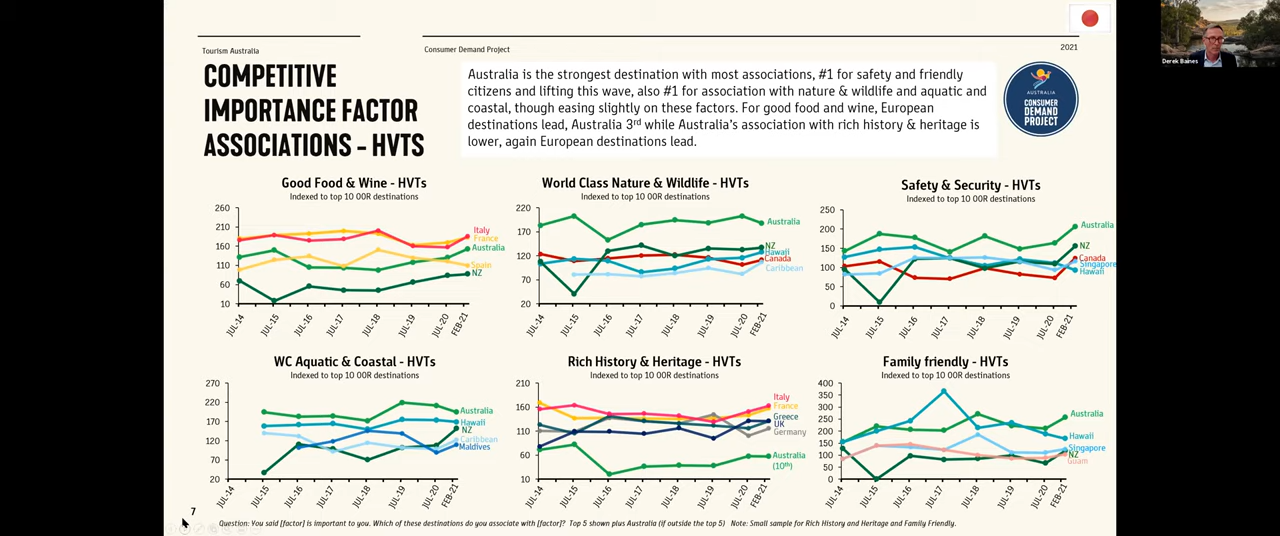 Derek Baines
Tourism Australia
Consumer Demand Project
2021
COMPETITIVE
IMPORTANCE FACTOR
ASSOCIATIONS – HVTS
Australia is the strongest destination with most associations, #1 for safety and friendly
citizens and lifting this wave, also #1 for association with nature & wildlife and aquatic and
coastal, though easing slightly on these factors. For good food and wine, European
destinations lead, Australia 3rd while Australia's association with rich history & heritage is
lower, again European destinations lead.
AUSTRALIA
CONSUMER
DEMAND
PROJECT
Good Food & Wine - HVTs
Indexed to top 10 OOR destinations
260
210
160
110
60
10
Italy
France
Australia
Spain
NZ
JUL-14
JUL-15
JUL-16
JUL-17
JUL-18
JUL-19
JUL-20
FEB-21
World Class Nature & Wildlife - HVTs
Indexed to top 10 OOR destinations
220
170
120
70
20
Australia
NZ
Hawaii
Canada
Caribbean
JUL-14
JUL-15
JUL-16
JUL-17
JUL-18
JUL-19
JUL-20
FEB-21
Safety & Security - HVTs
Indexed to top 10 OOR destinations
250
200
150
100
50
0
Australia
NZ
Canada
Singapore
Hawaii
JUL-14
JUL-15
JUL-16
JUL-17
JUL-18
JUL-19
JUL-20
FEB-21
WC Aquatic & Coastal - HVTs
Indexed to top 10 OOR destinations
270
220
170
120
70
20
Australia
Hawaii
NZ
Caribbean
Maldives
JUL-14
JUL-15
JUL-16
JUL-17
JUL-18
JUL-19
JUL-20
FEB-21
Rich History & Heritage - HVTs
Indexed to top 10 OOR destinations
210
160
110
60
10
Italy
France
Greece
UK
Germany
Australia
(10th)
JUL-14
JUL-15
JUL-16
JUL-17
JUL-18
JUL-19
JUL-20
FEB-21
Family friendly - HVTs
Indexed to top 10 OOR destinations
400
350
300
250
200
150
100
50
0
Australia
Hawaii
Singapore
NZ
Guam
JUL-14
JUL-15
JUL-16
JUL-17
JUL-18
JUL-19
JUL-20
FEB-21
7
Question: You said [factor] is important to you. Which of these destinations do you associate with [factor]? Top 5 shown plus Australia (if outside the top 5) Note: Small sample for Rich History and Heritage and Family Friendly.